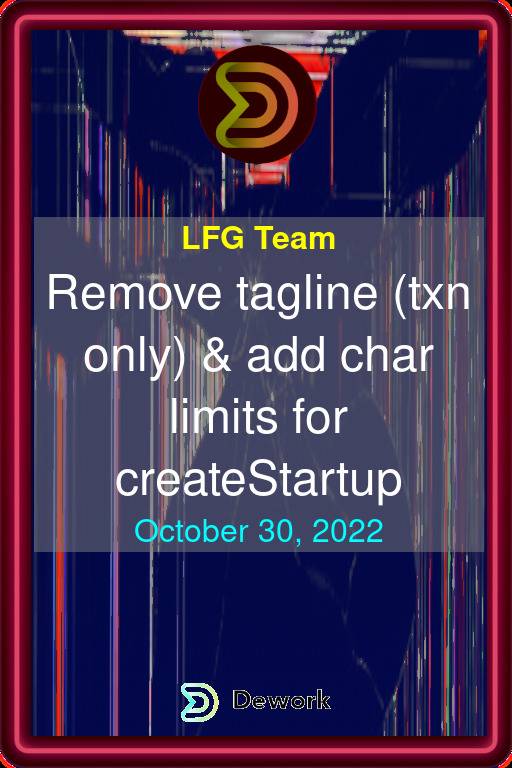 LFG Team
Remove tagline (txn
only) & add char
limits for
createStartup
October 30, 2022
Dework